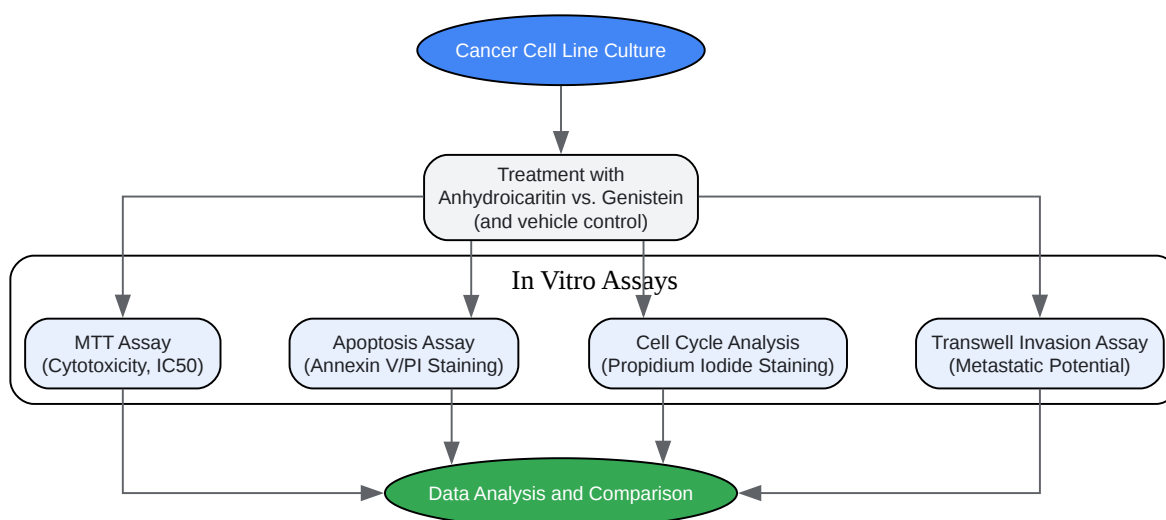 Cancer Cell Line Culture
Treatment with
Anhydroicaritin vs. Genistein
(and vehicle control)
In Vitro Assays
MTT Assay
(Cytotoxicity, IC50)
Apoptosis Assay
(Annexin V/PI Staining)
Cell Cycle Analysis
(Propidium Iodide Staining)
Transwell Invasion Assay
(Metastatic Potential)
Data Analysis and Comparison